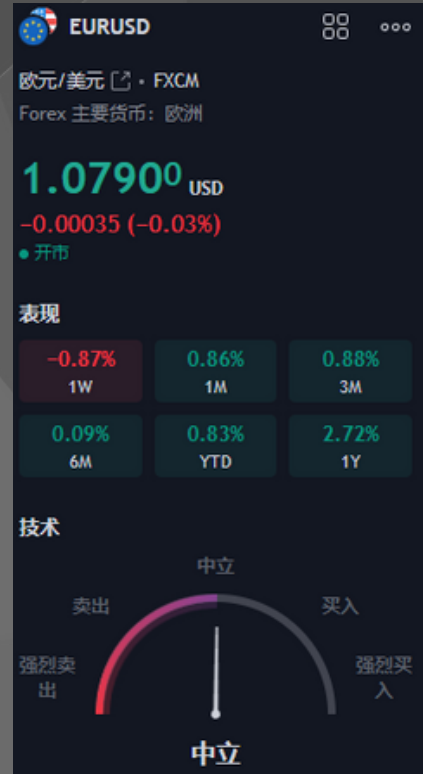 EURUSD
欧元/美元 · FXCM
Forex 主要货币：欧洲
1.07900 USD
−0.00035 (−0.03%)
开市
表现
−0.87% 0.86% 0.88%
1W 1M 3M
0.09% 0.83% 2.72%
6M YTD 1Y
技术
中立
卖出 买入
强烈卖出 强烈买入
中立